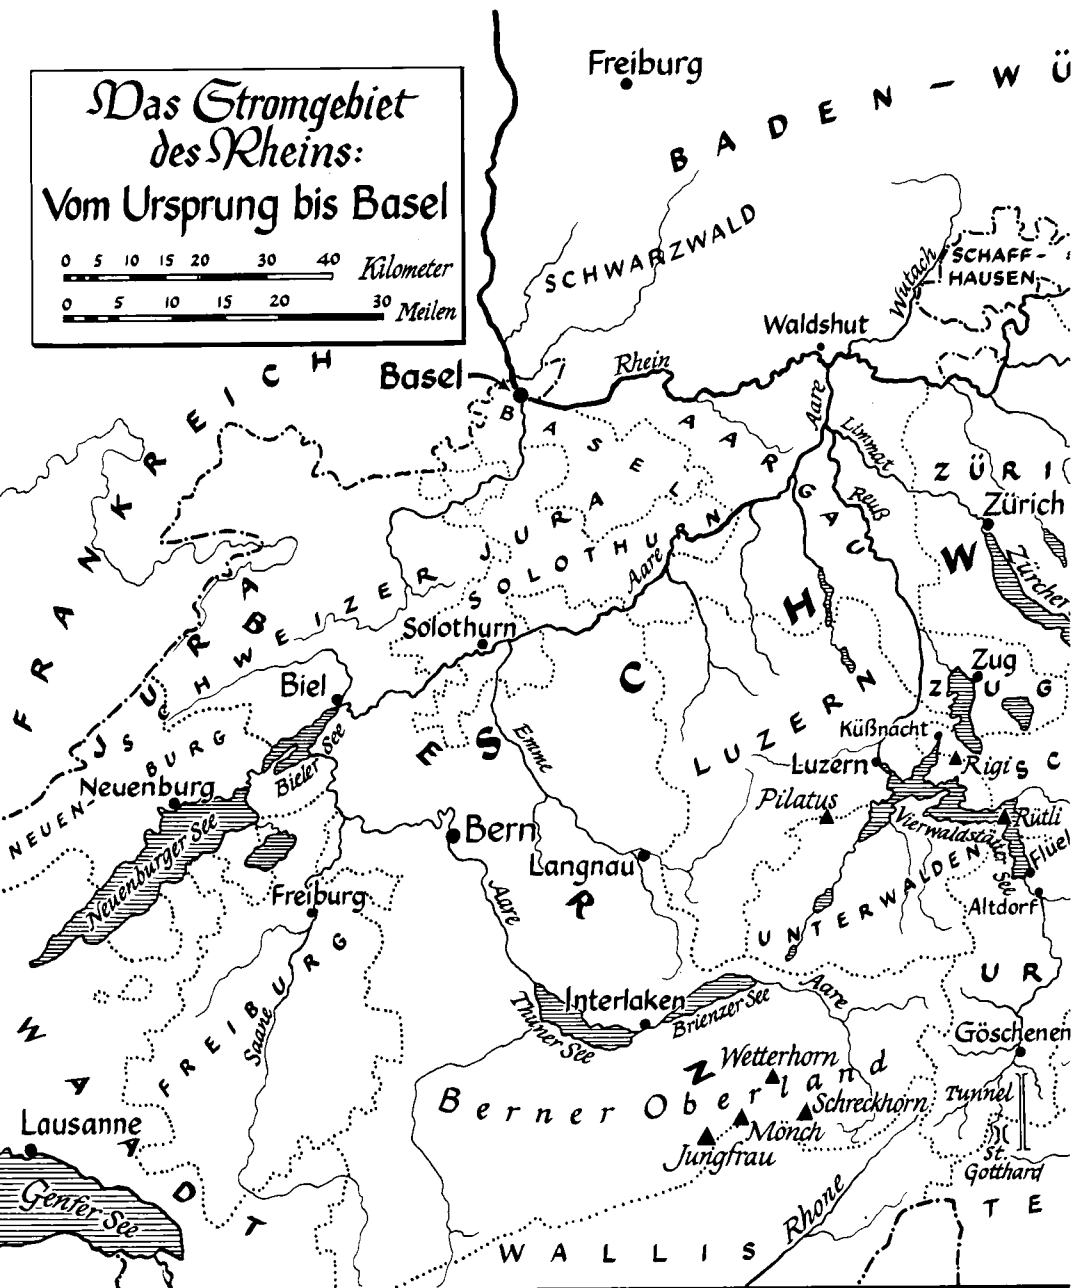 Das Stromgebiet
des Rheins:
Vom Ursprung bis Basel
0 5 10 15 20 30 40 Kilometer
0 5 10 15 20 30 Meilen
Freiburg
BADEN-WÜ
SCHWARZWALD
Wutach
SCHAFF-
HAUSEN
Waldshut
Rhein
Basel
FRANKREICH
BASEL
AARGAU
Aare
Limmat
Reuß
ZÜRI
Zürich
Zürcher
SCHWEIZER JURA
SOLOTHURN
Aare
Solothurn
JURA
BERN
SCHWEIZ
Biel
Bieler See
NEUEN-BURG
Neuenburg
Neuenburger See
Emme
LUZERN
Zug
ZUG
Küßnacht
Luzern
Rigi
SC
Pilatus
Rütli
Vierwaldstätter See
Flüel
Bern
Langnau
Altdorf
UNTERWALDEN
URI
Freiburg
FREIBURG
Saane
Aare
Interlaken
Thuner See
Brienzer See
Aare
Göschenen
Wetterhorn
Berner Oberland
Schreckhorn
Mönch
Jungfrau
Tunnel
St.
Gotthard
WAADT
Lausanne
Genfer See
Rhone
WALLIS
TE